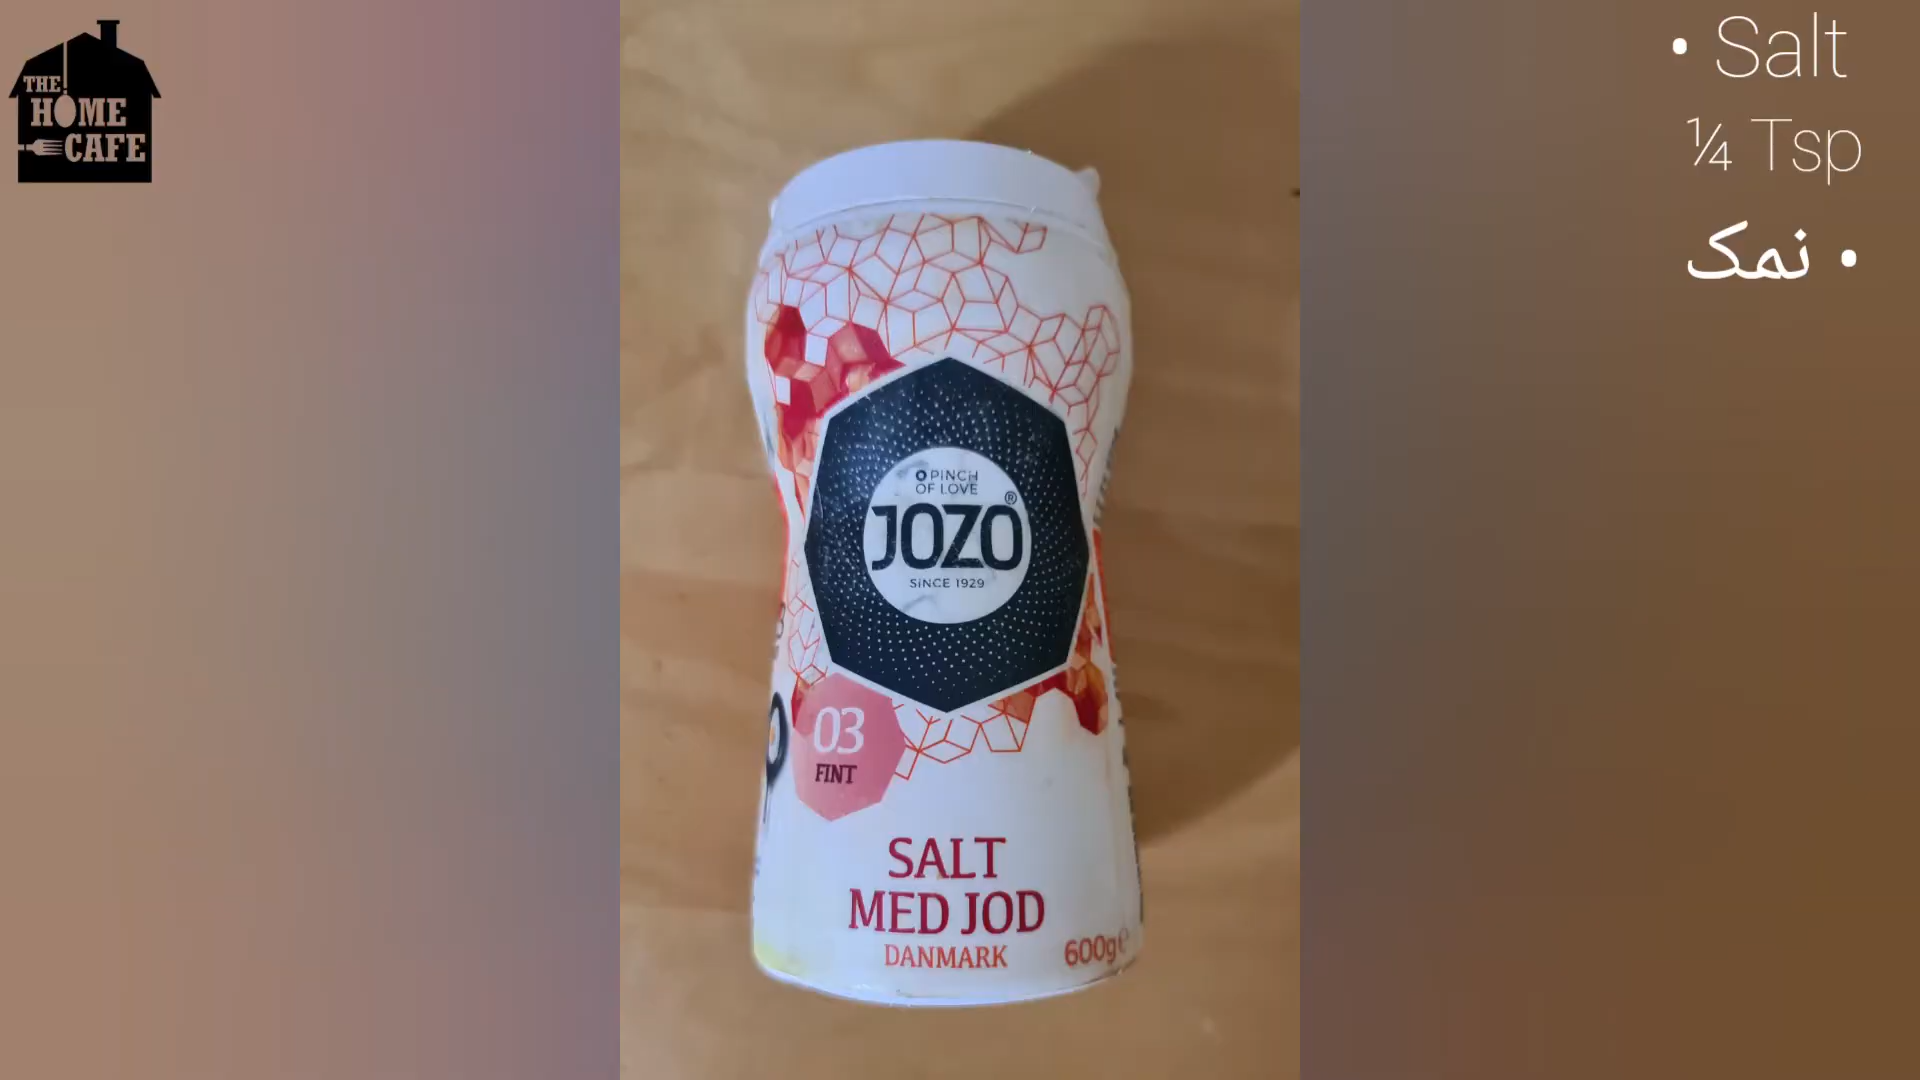 THE
HOME
CAFE
• Salt
¼ Tsp
• نمک
PINCH
OF LOVE
JOZO®
SINCE 1929
03
FINT
SALT
MED JOD
DANMARK
600g e